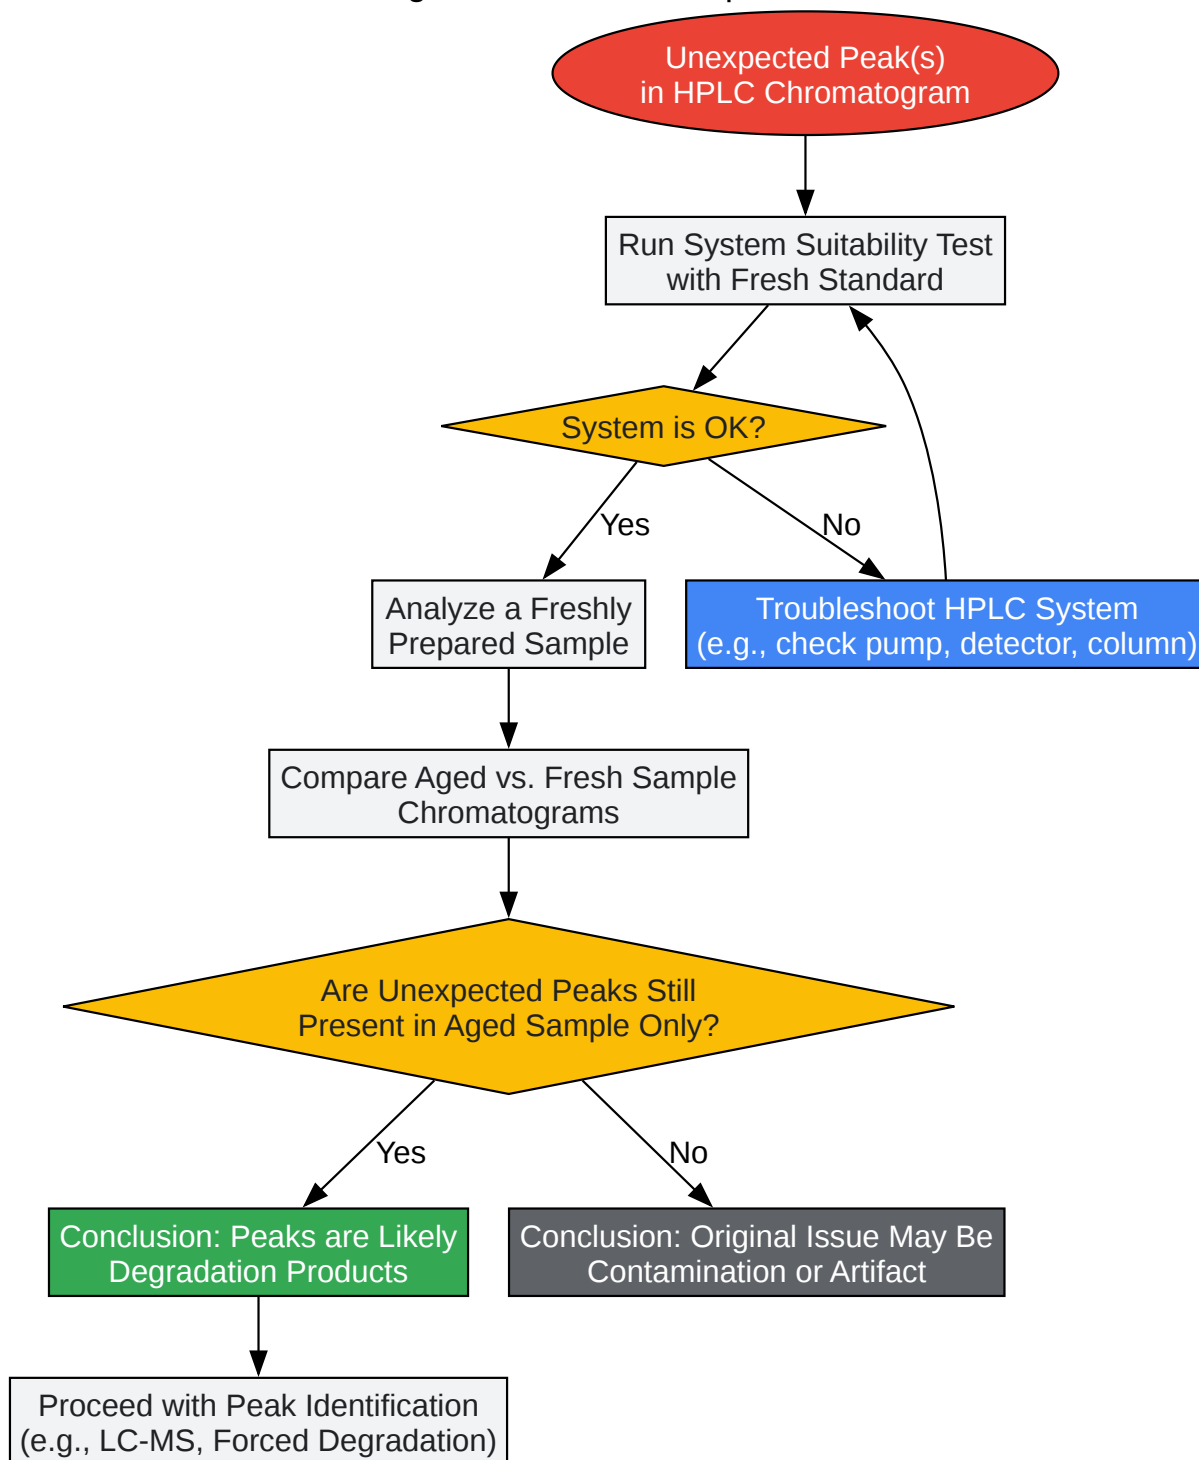 Unexpected Peak(s)
in HPLC Chromatogram
Run System Suitability Test
with Fresh Standard
System is OK?
Yes
No
Analyze a Freshly
Prepared Sample
Troubleshoot HPLC System
(e.g., check pump, detector, column)
Compare Aged vs. Fresh Sample
Chromatograms
Are Unexpected Peaks Still
Present in Aged Sample Only?
Yes
No
Conclusion: Peaks are Likely
Degradation Products
Conclusion: Original Issue May Be
Contamination or Artifact
Proceed with Peak Identification
(e.g., LC-MS, Forced Degradation)